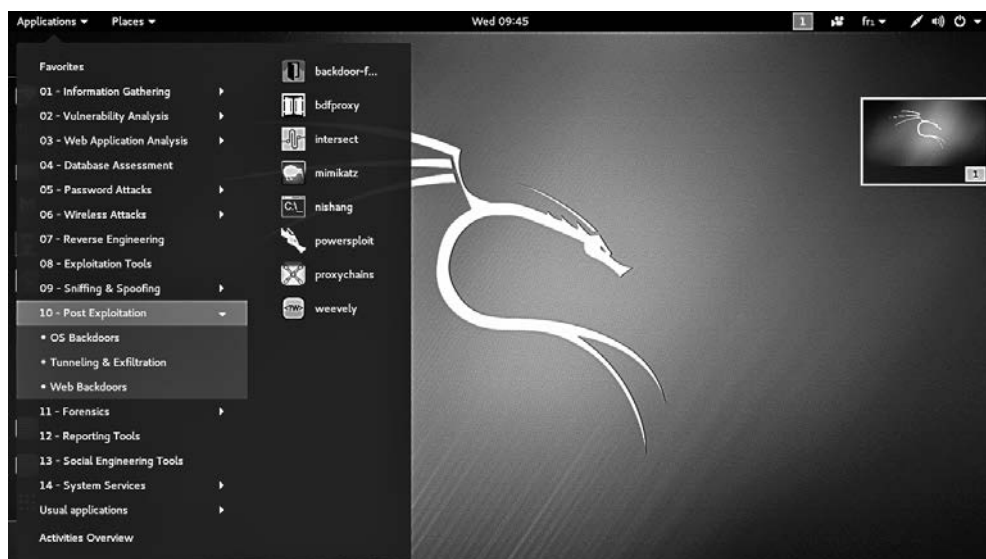 Applications Places Wed 09:45 1 fr₁
Favorites
01 - Information Gathering
02 - Vulnerability Analysis
03 - Web Application Analysis
04 - Database Assessment
05 - Password Attacks
06 - Wireless Attacks
07 - Reverse Engineering
08 - Exploitation Tools
09 - Sniffing & Spoofing
10 - Post Exploitation
• OS Backdoors
• Tunneling & Exfiltration
• Web Backdoors
11 - Forensics
12 - Reporting Tools
13 - Social Engineering Tools
14 - System Services
Usual applications
Activities Overview
backdoor-f...
bdfproxy
intersect
mimikatz
C:\_ nishang
powersploit
proxychains
weevely
1